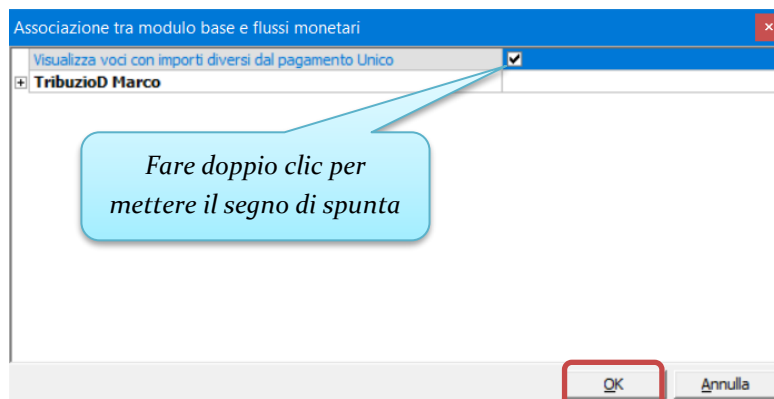 Associazione tra modulo base e flussi monetari
Visualizza voci con importi diversi dal pagamento Unico
TribuzioD Marco
Fare doppio clic per
mettere il segno di spunta
OK
Annulla